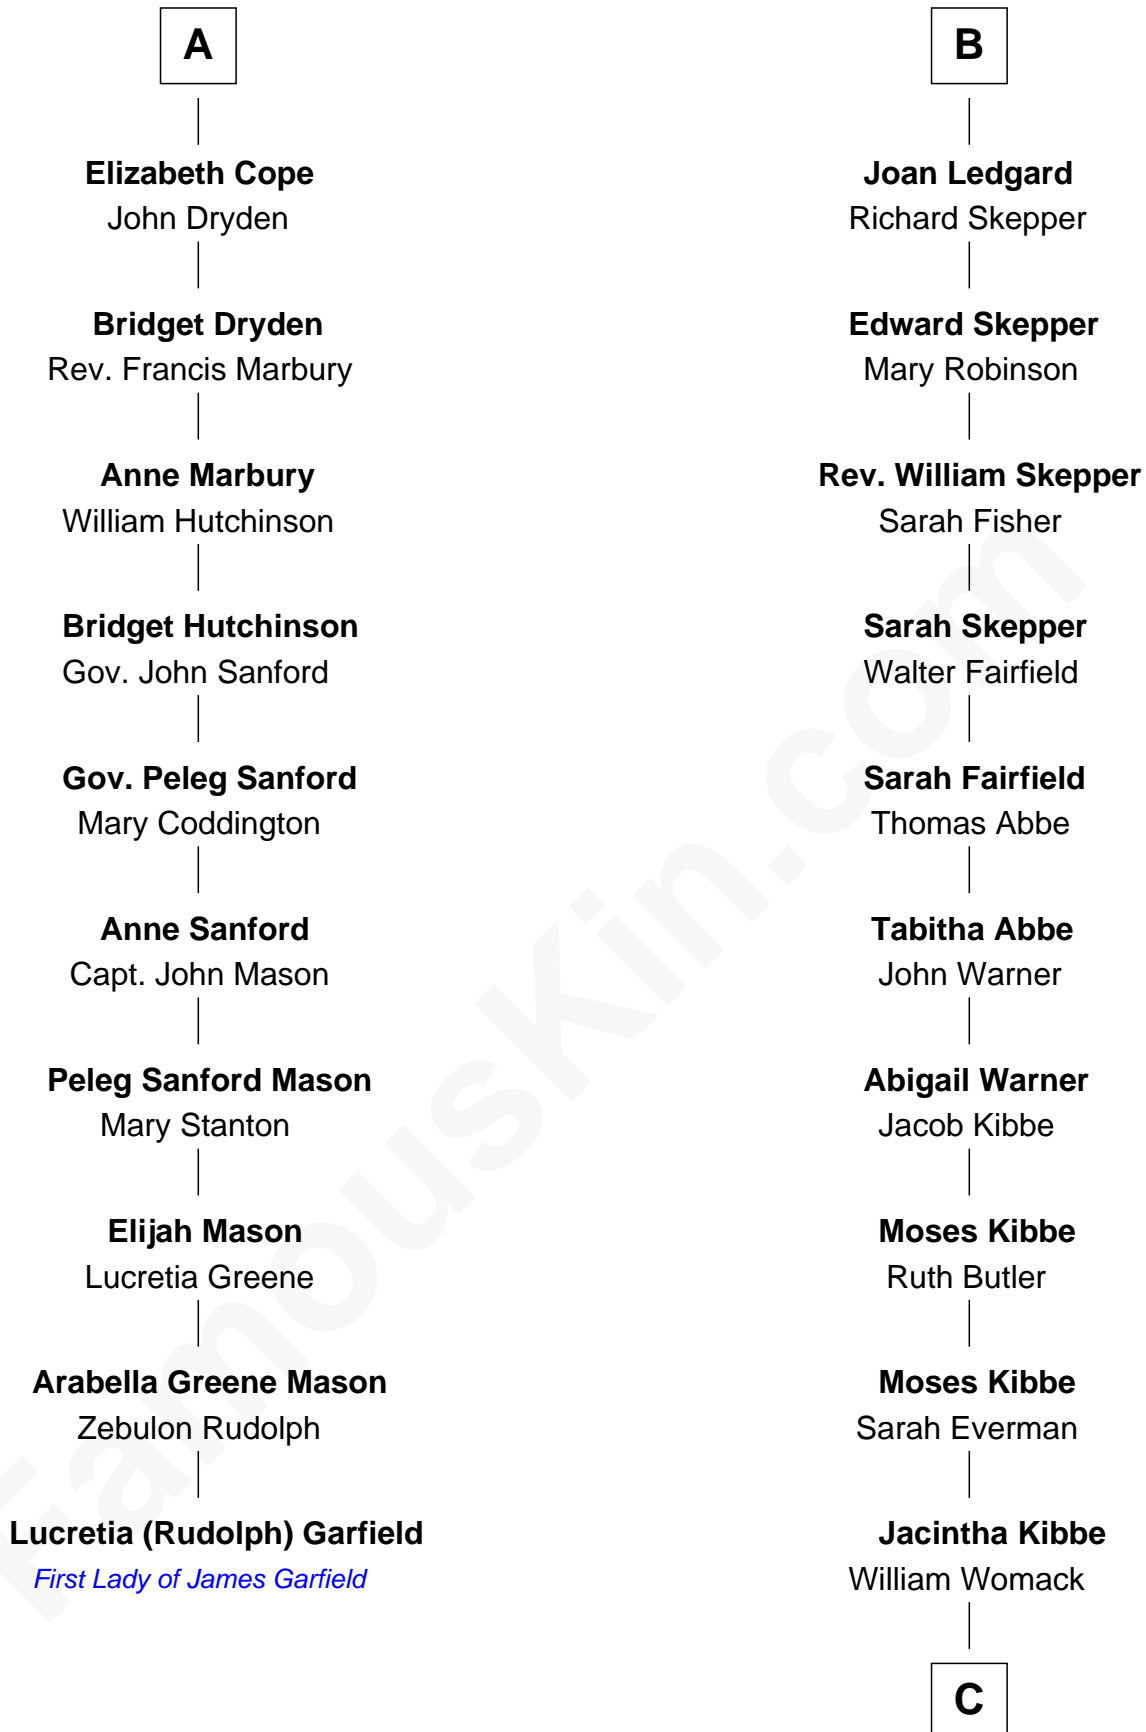 A
Elizabeth Cope
John Dryden
Bridget Dryden
Rev. Francis Marbury
Anne Marbury
William Hutchinson
Bridget Hutchinson
Gov. John Sanford
Gov. Peleg Sanford
Mary Coddington
Anne Sanford
Capt. John Mason
Peleg Sanford Mason
Mary Stanton
Elijah Mason
Lucretia Greene
Arabella Greene Mason
Zebulon Rudolph
Lucretia (Rudolph) Garfield
First Lady of James Garfield
B
Joan Ledgard
Richard Skepper
Edward Skepper
Mary Robinson
Rev. William Skepper
Sarah Fisher
Sarah Skepper
Walter Fairfield
Sarah Fairfield
Thomas Abbe
Tabitha Abbe
John Warner
Abigail Warner
Jacob Kibbe
Moses Kibbe
Ruth Butler
Moses Kibbe
Sarah Everman
Jacintha Kibbe
William Womack
C
FamousKin.com